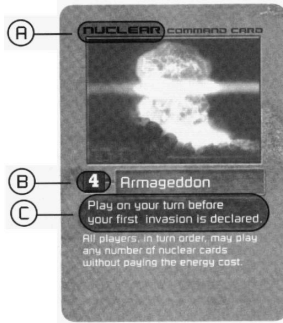 A
NUCLEAR COMMAND CARD
B
4 Armageddon
C
Play on your turn before
your first invasion is declared.
All players, in turn order, may play
any number of nuclear cards
without paying the energy cost.